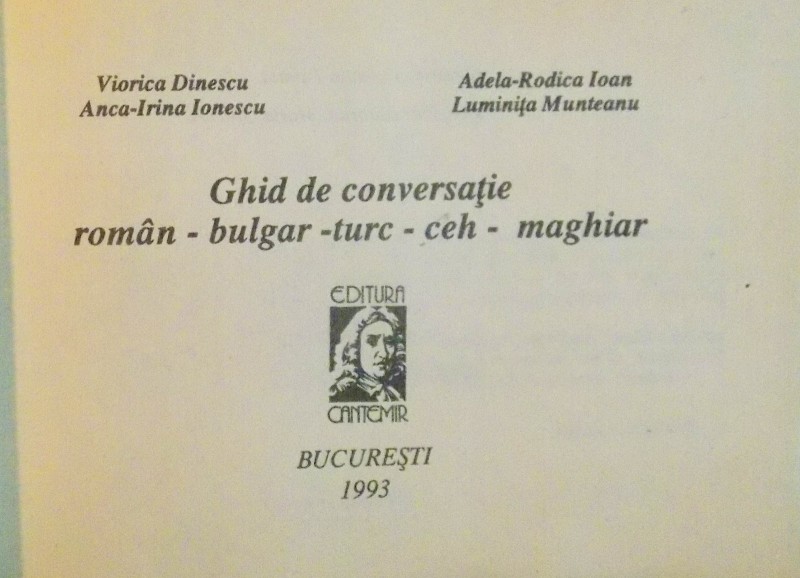 Viorica Dinescu
Anca-Irina Ionescu
Adela-Rodica Ioan
Luminiţa Munteanu
Ghid de conversaţie
român - bulgar -turc - ceh - maghiar
EDITURA
CANTEMIR
BUCUREŞTI
1993